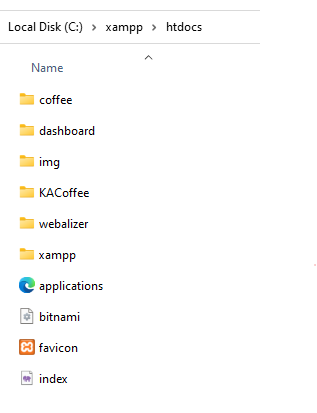 Local Disk (C:) > xampp > htdocs
Name
coffee
dashboard
img
KACoffee
webalizer
xampp
applications
bitnami
favicon
index